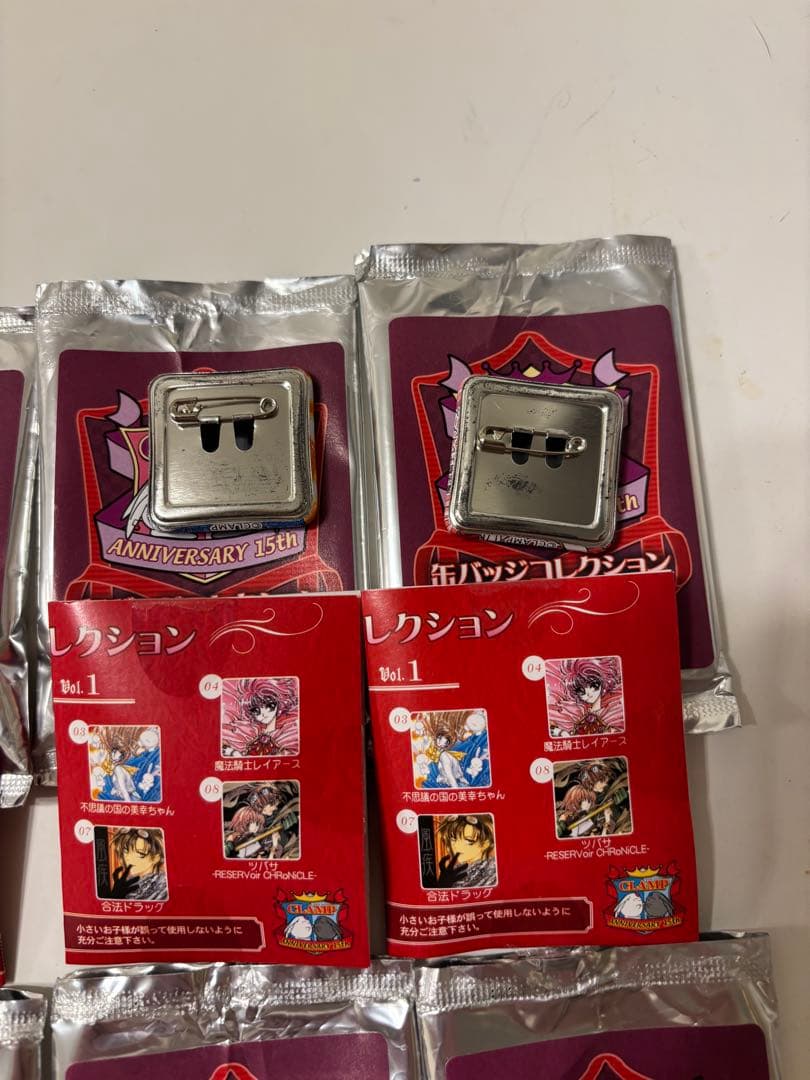 ©CLAMP
ANNIVERSARY 15th
th
缶バッジコレクション
レクション
Vol.1
04
魔法騎士レイアース
03
不思議の国の美幸ちゃん
08
ツバサ
-RESERVoir CHRoNiCLE-
07
合法ドラッグ
小さいお子様が誤って使用しないように
充分ご注意下さい。
CLAMP
ANNIVERSARY 15TH
レクション
Vol.1
04
魔法騎士レイアース
03
不思議の国の美幸ちゃん
08
ツバサ
-RESERVoir CHRoNiCLE-
07
合法ドラッグ
小さいお子様が誤って使用しないように
充分ご注意下さい。
CLAMP
ANNIVERSARY 15TH